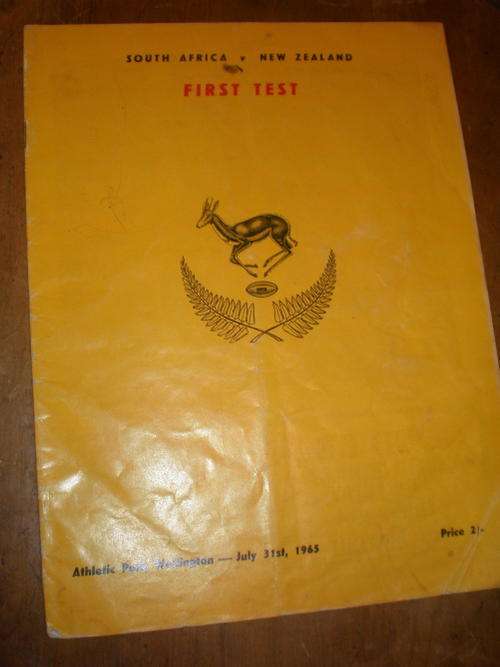 SOUTH AFRICA v NEW ZEALAND
FIRST TEST
Athletic Park, Wellington — July 31st, 1965
Price 2/-